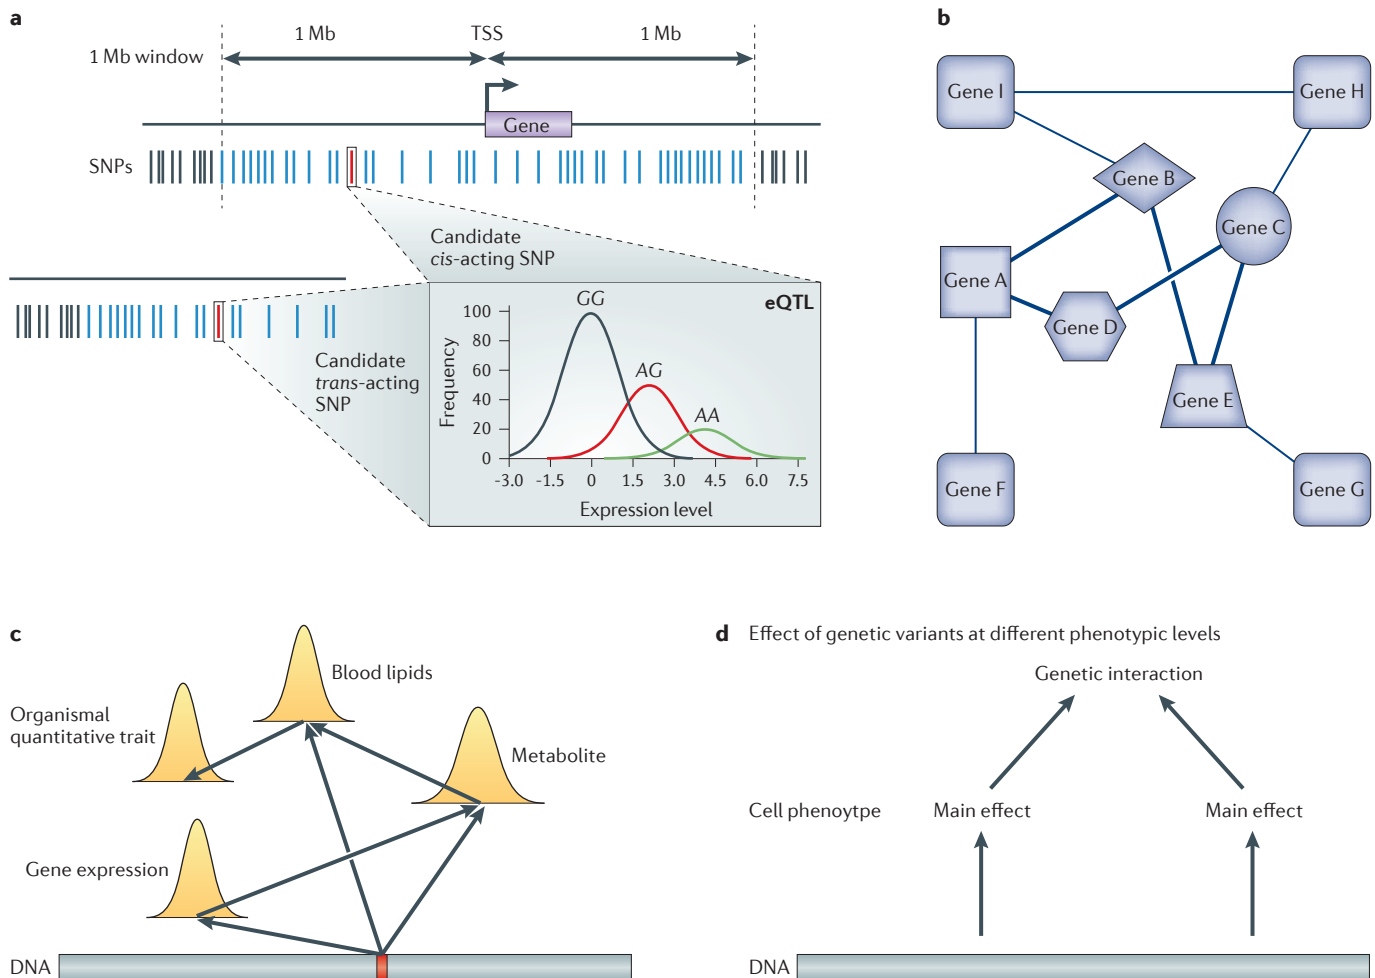 a
1 Mb
TSS
1 Mb
1 Mb window
Gene
SNPs
Candidate
cis-acting SNP
Candidate
trans-acting
SNP
eQTL
GG
AG
AA
100
80
60
40
20
0
Frequency
-3.0 -1.5 0 1.5 3.0 4.5 6.0 7.5
Expression level
b
Gene I
Gene H
Gene B
Gene C
Gene A
Gene D
Gene E
Gene F
Gene G
c
Blood lipids
Organismal
quantitative trait
Metabolite
Gene expression
DNA
d Effect of genetic variants at different phenotypic levels
Genetic interaction
Cell phenoytpe
Main effect
Main effect
DNA